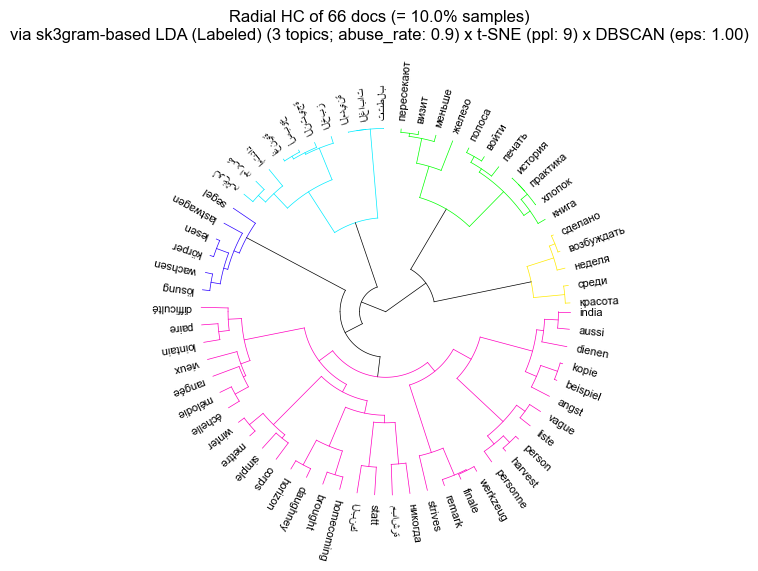 Radial HC of 66 docs (= 10.0% samples)
via sk3gram-based LDA (Labeled) (3 topics; abuse_rate: 0.9) x t-SNE (ppl: 9) x DBSCAN (eps: 1.00)
пересекают
визит
меньше
железо
полоса
войти
печать
история
практика
хлопок
книга
сделано
возбуждать
неделя
среди
красота
india
aussi
dienen
kopie
beispiel
angst
vague
liste
person
harvest
personne
werkzeug
finale
remark
strives
никогда
statt
homecoming
brought
daughney
horizon
corps
simple
mettre
winter
échelle
mélodie
rangée
vieux
lointain
paire
difficulté
lösung
wachsen
körper
lesen
lastwagen
segel